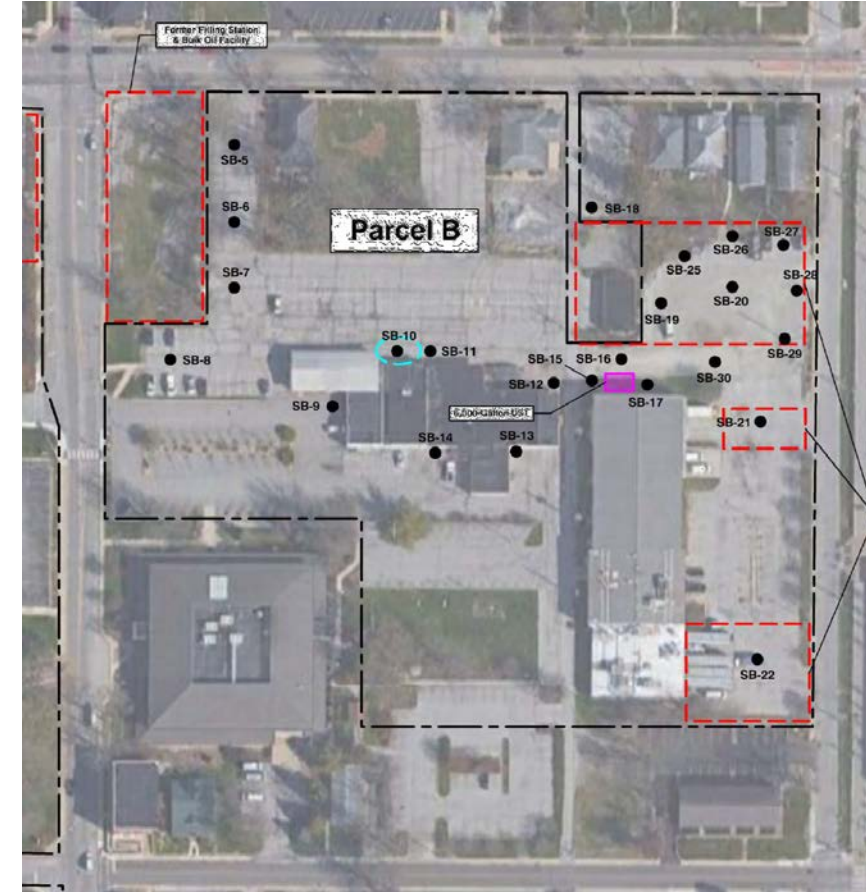 Former Filling Station
& Bulk Oil Facility
SB-5
SB-6
SB-18
Parcel B
SB-27
SB-26
SB-25
SB-7
SB-20
SB-28
SB-19
SB-10
SB-11
SB-29
SB-8
SB-15
SB-16
SB-30
SB-12
SB-17
SB-9
6,000-Gallon UST
SB-21
SB-14
SB-13
SB-22